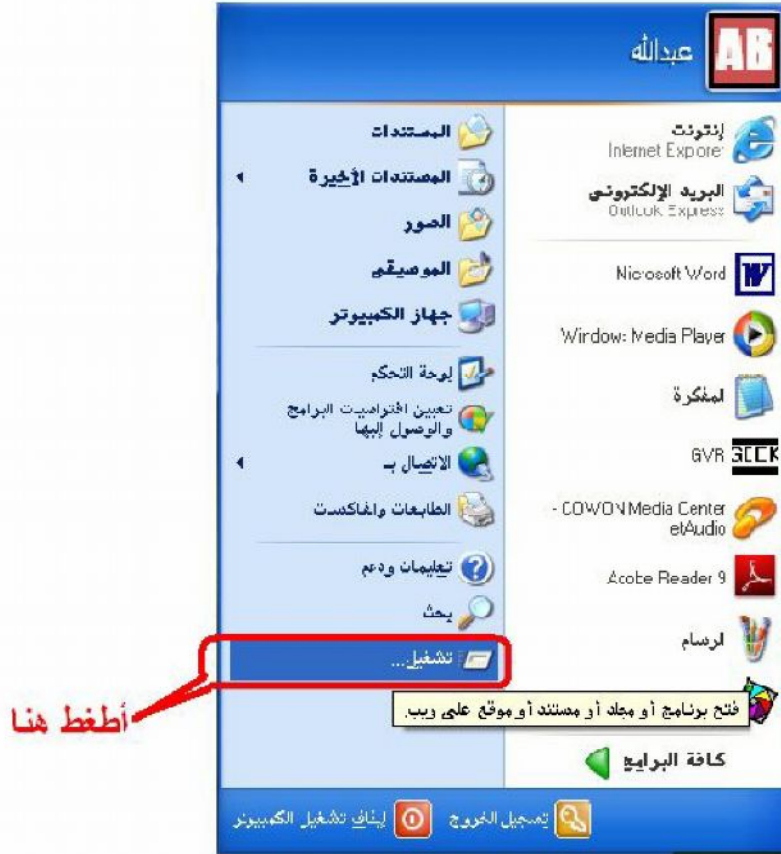 عبدالله
AB
إنترنت
Internet Exporer
البريد الإلكتروني
Outlook Express
Microsoft Word
Windows Media Player
المفكرة
GVR
GEEK
COWON Media Center -
etAudio
Adobe Reader 9
الرسام
كافة البرامج
المستندات
المستندات الأخيرة
الصور
الموسيقى
جهاز الكمبيوتر
لوحة التحكم
تعيين افتراضيات البرامج
والوصول إليها
الاتصال بـ
الطابعات والفاكسات
تعليمات ودعم
بحث
تشغيل...
أطغط هنا
فتح برنامج أو مجلد أو مستند أو موقع على ويب.
تسجيل الخروج
إيقاف تشغيل الكمبيوتر